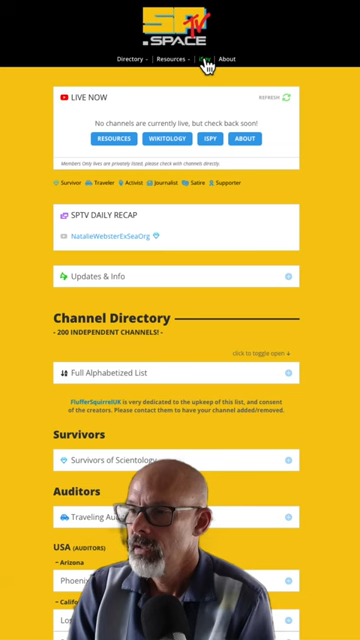 SPTV
.SPACE
Directory
Resources
iSpy
About
LIVE NOW
REFRESH
No channels are currently live, but check back soon!
RESOURCES
WIKITOLOGY
ISPY
ABOUT
Members Only lives are privately listed, please check with channels directly.
Survivor Traveler Activist Journalist Satire Supporter
SPTV DAILY RECAP
NatalieWebsterExSeaOrg
Updates & Info
Channel Directory
- 200 INDEPENDENT CHANNELS! -
click to toggle open ↓
Full Alphabetized List
FlufferSquirrelUK is very dedicated to the upkeep of this list, and consent
of the creators. Please contact them to have your channel added/removed.
Survivors
Survivors of Scientology
Auditors
Traveling Au
USA (AUDITORS)
~ Arizona
Phoeni
~ Califo
Los